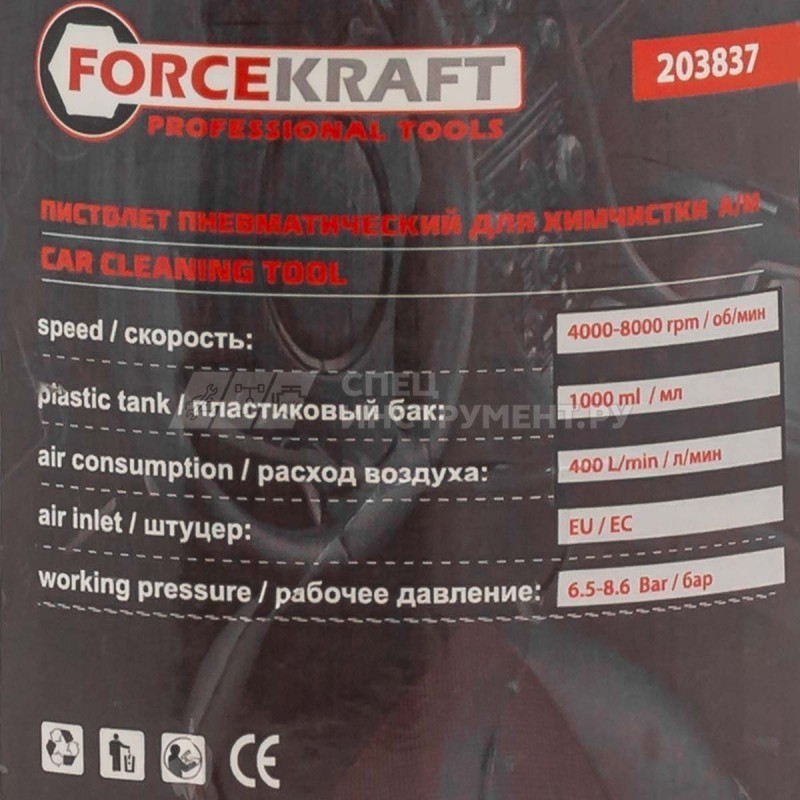 FORCEKRAFT
PROFESSIONAL TOOLS
203837
ПИСТОЛЕТ ПНЕВМАТИЧЕСКИЙ ДЛЯ ХИМЧИСТКИ А/М
CAR CLEANING TOOL
speed / скорость: 4000-8000 rpm / об/мин
plastic tank / пластиковый бак: 1000 ml / мл
air consumption / расход воздуха: 400 L/min / л/мин
air inlet / штуцер: EU / ЕС
working pressure / рабочее давление: 6.5-8.6 Bar / бар
СПЕЦ
ИНСТРУМЕНТ.РУ
CE